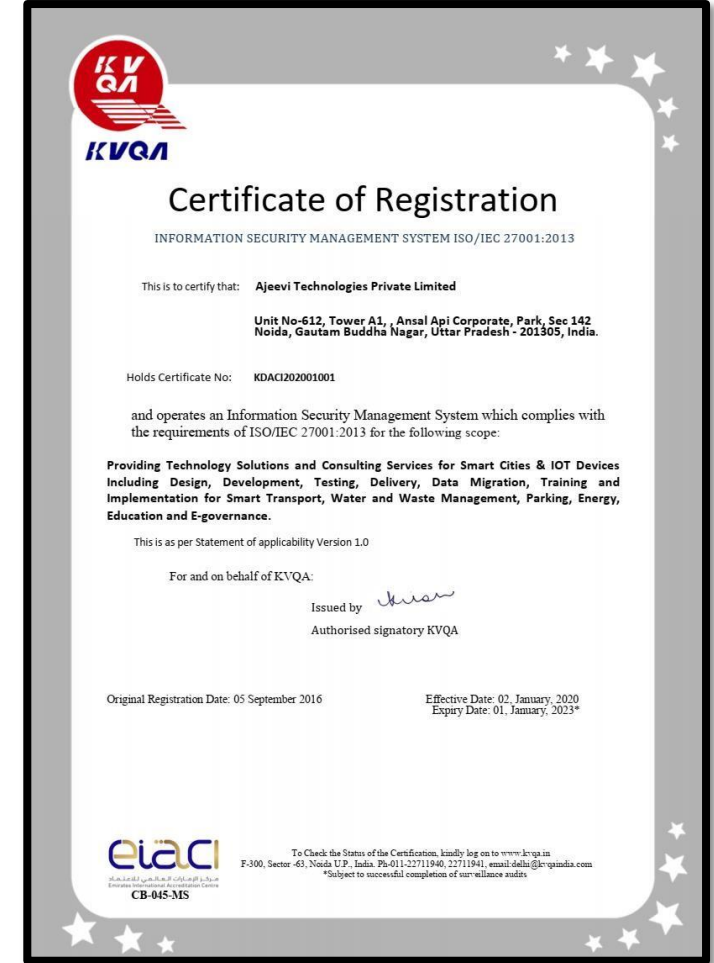 KV
QA
KVQA
Certificate of Registration
INFORMATION SECURITY MANAGEMENT SYSTEM ISO/IEC 27001:2013
This is to certify that: Ajeevi Technologies Private Limited
Unit No-612, Tower A1, , Ansal Api Corporate, Park, Sec 142
Noida, Gautam Buddha Nagar, Uttar Pradesh - 201305, India.
Holds Certificate No: KDACI202001001
and operates an Information Security Management System which complies with
the requirements of ISO/IEC 27001:2013 for the following scope:
Providing Technology Solutions and Consulting Services for Smart Cities & IOT Devices
Including Design, Development, Testing, Delivery, Data Migration, Training and
Implementation for Smart Transport, Water and Waste Management, Parking, Energy,
Education and E-governance.
This is as per Statement of applicability Version 1.0
For and on behalf of KVQA:
Issued by
Authorised signatory KVQA
Original Registration Date: 05 September 2016
Effective Date: 02, January, 2020
Expiry Date: 01, January, 2023*
eiaci
مركز الإمارات العالمي للاعتماد
Emirates International Accreditation Centre
CB-045-MS
To Check the Status of the Certification, kindly log on to www.kvqa.in
F-300, Sector -63, Noida U.P., India. Ph-011-22711940, 22711941, email:delhi@kvqaindia.com
*Subject to successful completion of surveillance audits